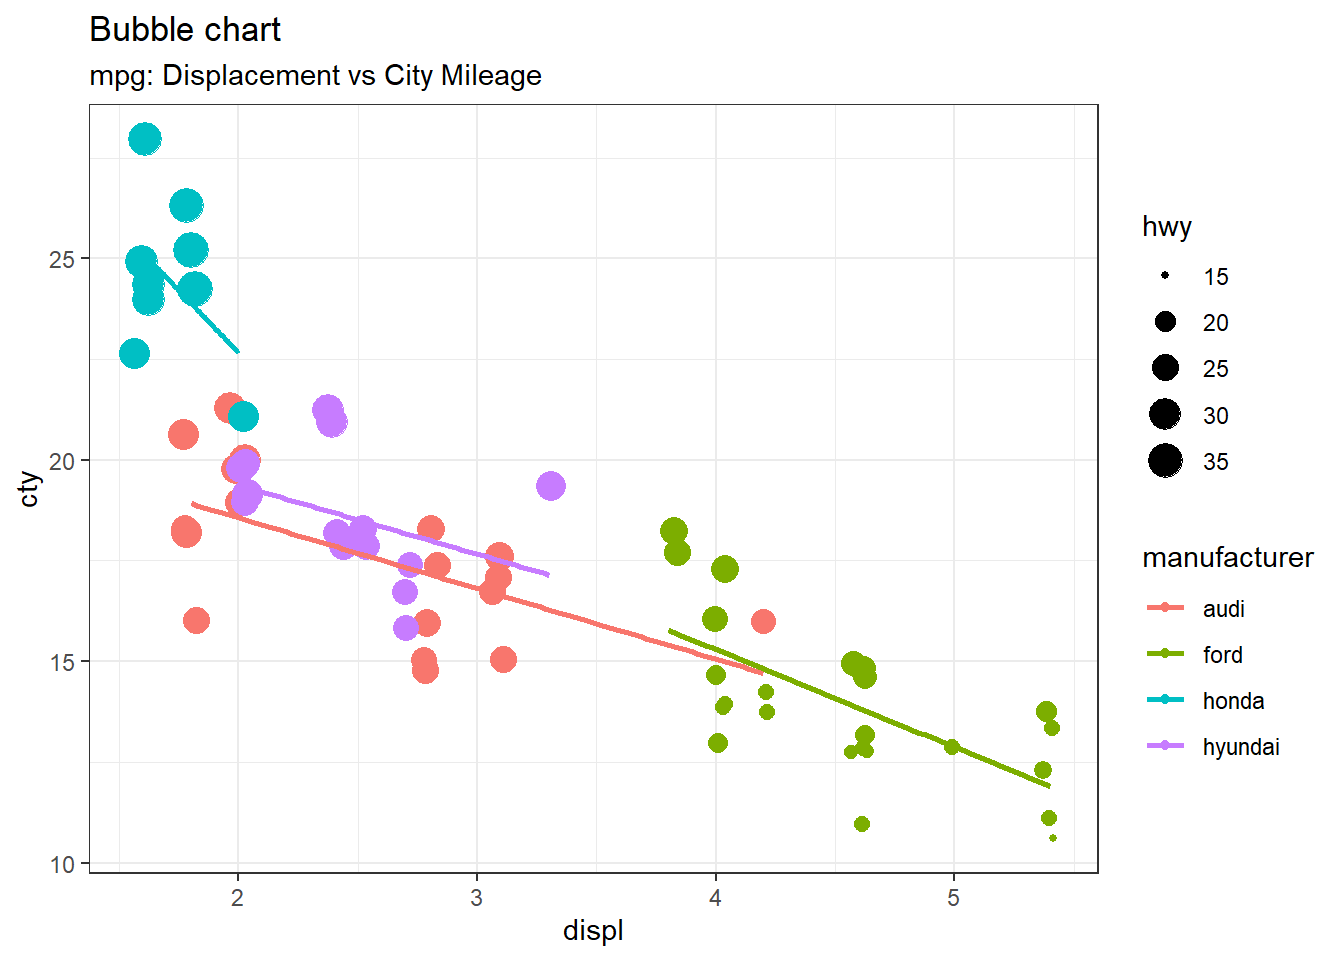 Bubble chart
mpg: Displacement vs City Mileage
25
20
15
10
cty
2 3 4 5
displ
hwy
15
20
25
30
35
manufacturer
audi
ford
honda
hyundai